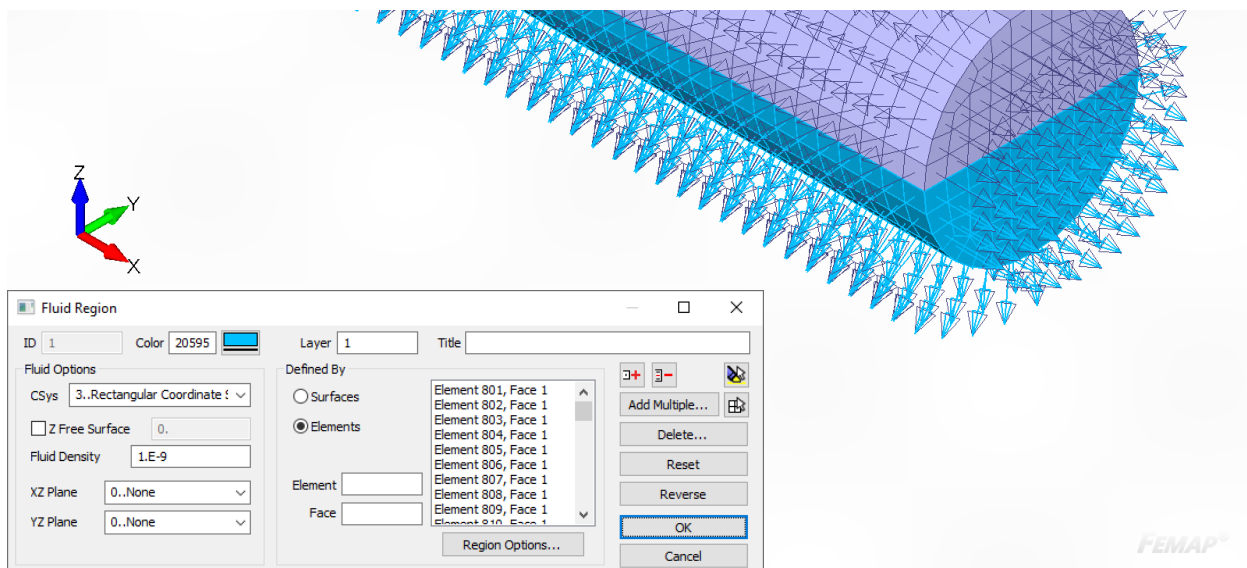 Z
Y
X
Fluid Region
ID 1 Color 20595 Layer 1 Title
Fluid Options
CSys 3..Rectangular Coordinate S
Z Free Surface 0.
Fluid Density 1.E-9
XZ Plane 0..None
YZ Plane 0..None
Defined By
Surfaces
Elements
Element
Face
Element 801, Face 1
Element 802, Face 1
Element 803, Face 1
Element 804, Face 1
Element 805, Face 1
Element 806, Face 1
Element 807, Face 1
Element 808, Face 1
Element 809, Face 1
Element 810, Face 1
Region Options...
Add Multiple...
Delete...
Reset
Reverse
OK
Cancel
FEMAP®